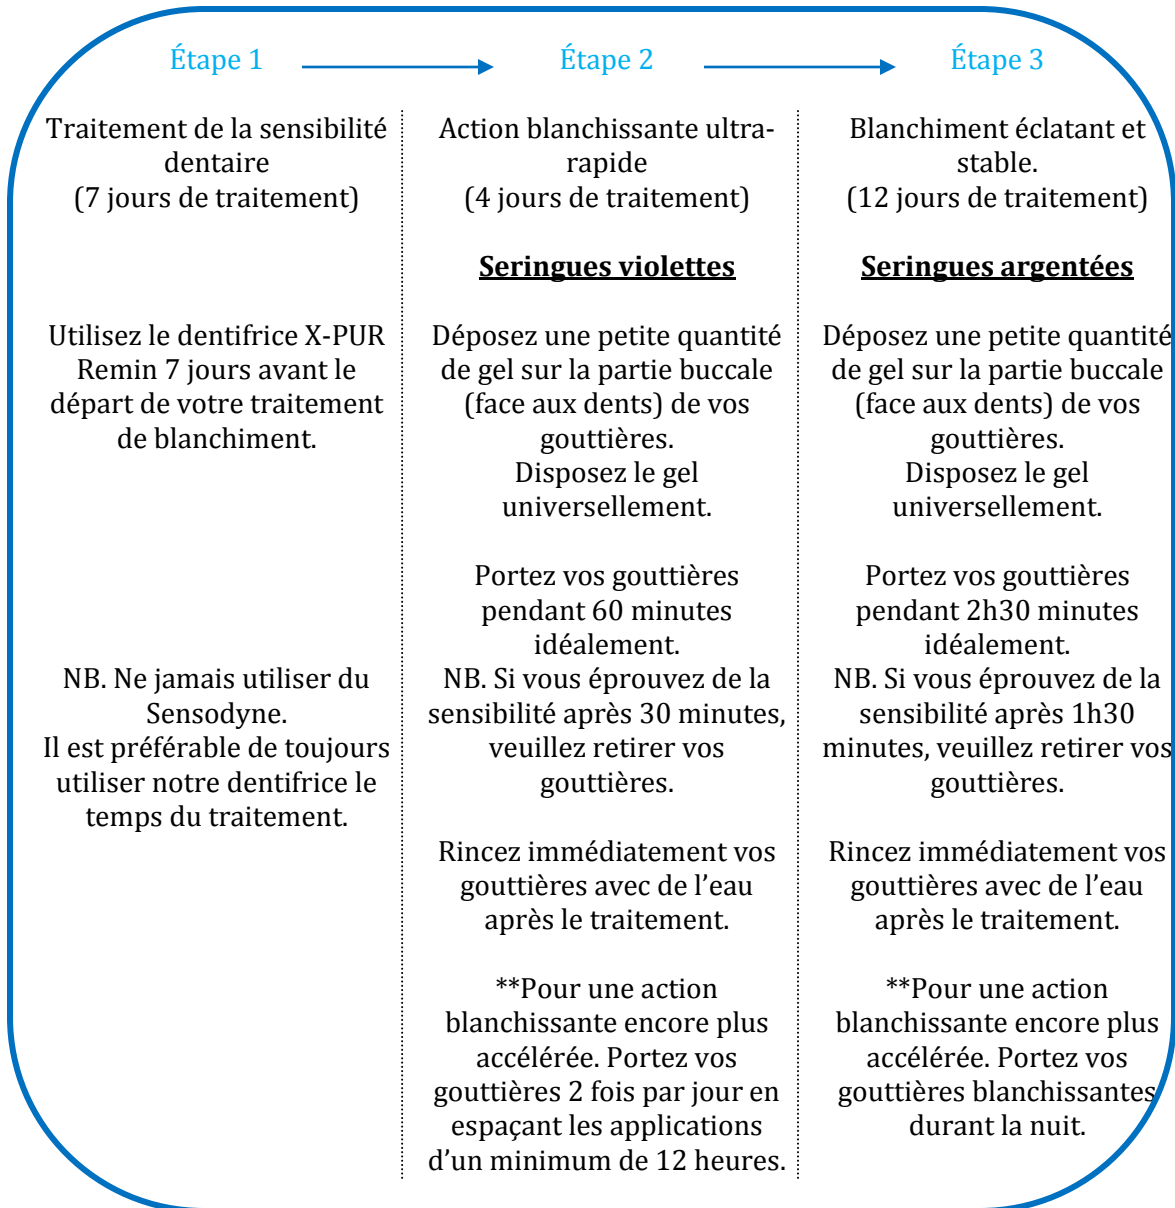 Étape 1
Étape 2
Étape 3
Traitement de la sensibilité
dentaire
(7 jours de traitement)
Utilisez le dentifrice X-PUR
Remin 7 jours avant le
départ de votre traitement
de blanchiment.
NB. Ne jamais utiliser du
Sensodyne.
Il est préférable de toujours
utiliser notre dentifrice le
temps du traitement.
Action blanchissante ultra-
rapide
(4 jours de traitement)
Seringues violettes
Déposez une petite quantité
de gel sur la partie buccale
(face aux dents) de vos
gouttières.
Disposez le gel
universellement.
Portez vos gouttières
pendant 60 minutes
idéalement.
NB. Si vous éprouvez de la
sensibilité après 30 minutes,
veuillez retirer vos
gouttières.
Rincez immédiatement vos
gouttières avec de l’eau
après le traitement.
**Pour une action
blanchissante encore plus
accélérée. Portez vos
gouttières 2 fois par jour en
espaçant les applications
d’un minimum de 12 heures.
Blanchiment éclatant et
stable.
(12 jours de traitement)
Seringues argentées
Déposez une petite quantité
de gel sur la partie buccale
(face aux dents) de vos
gouttières.
Disposez le gel
universellement.
Portez vos gouttières
pendant 2h30 minutes
idéalement.
NB. Si vous éprouvez de la
sensibilité après 1h30
minutes, veuillez retirer vos
gouttières.
Rincez immédiatement vos
gouttières avec de l’eau
après le traitement.
**Pour une action
blanchissante encore plus
accélérée. Portez vos
gouttières blanchissantes
durant la nuit.